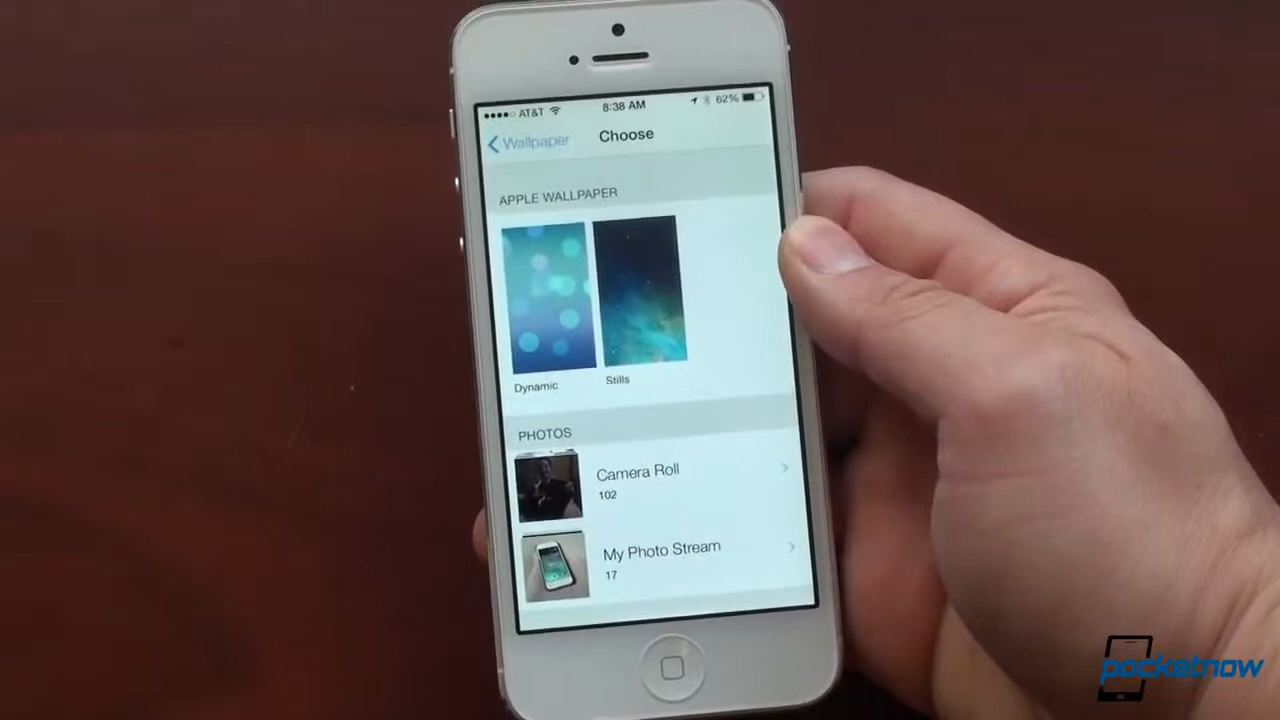 AT&T 8:38 AM 62%
Wallpaper Choose
APPLE WALLPAPER
Dynamic Stills
PHOTOS
Camera Roll
102
My Photo Stream
17
pocketnow